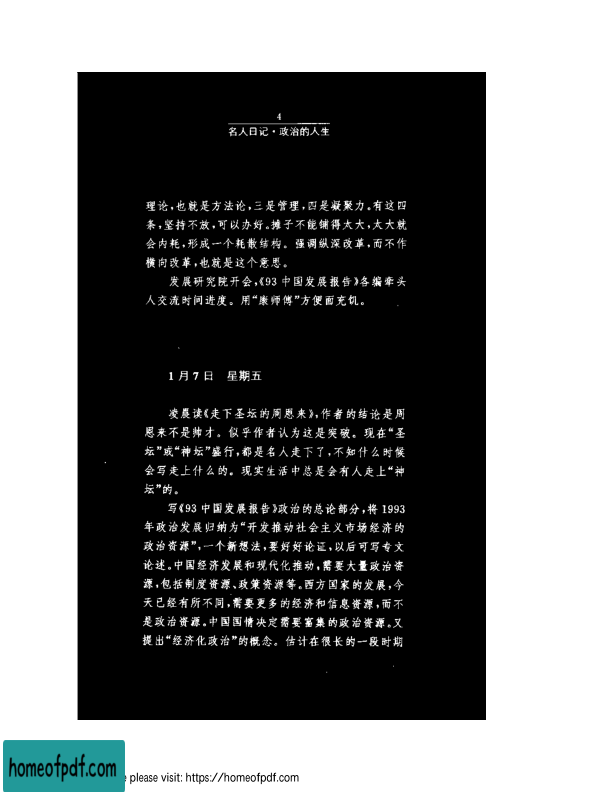 4
名人日记·政治的人生
理论,也就是方法论,三是管理,四是凝聚力。有这四
条,坚持不放,可以办好。摊子不能铺得太大,太大就
会内耗,形成一个耗散结构。强调纵深改革,而不作
横向改革,也就是这个意思。
发展研究院开会,《93中国发展报告》各编牵头
人交流时间进度。用“康师傅”方便面充饥。
1月7日 星期五
凌晨读《走下圣坛的周恩来》,作者的结论是周
恩来不是帅才。似乎作者认为这是突破。现在“圣
坛”或“神坛”盛行,都是名人走下了,不知什么时候
会写走上什么的。现实生活中总是会有人走上“神
坛”的。
写《93中国发展报告》政治的总论部分,将1993
年政治发展归纳为“开发推动社会主义市场经济的
政治资源”,一个新想法,要好好论证,以后可写专文
论述。中国经济发展和现代化推动,需要大量政治资
源,包括制度资源、政策资源等。西方国家的发展,今
天已经有所不同,需要更多的经济和信息资源,而不
是政治资源。中国国情决定需要富集的政治资源。又
提出“经济化政治”的概念。估计在很长的一段时期
homeofpdf.com
e please visit: https://homeofpdf.com